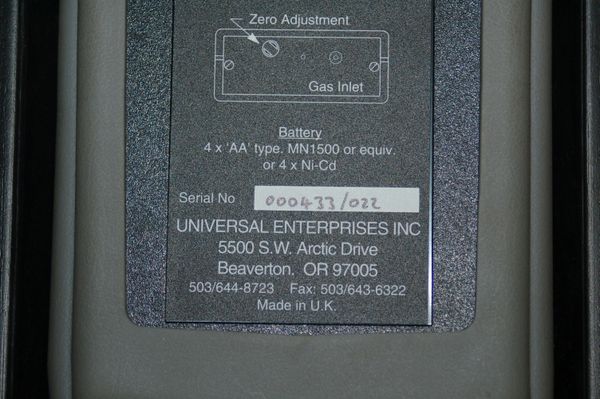 Zero Adjustment
Gas Inlet
Battery
4 x 'AA' type. MN1500 or equiv.
or 4 x Ni-Cd
Serial No 000433/022
UNIVERSAL ENTERPRISES INC
5500 S.W. Arctic Drive
Beaverton. OR 97005
503/644-8723 Fax: 503/643-6322
Made in U.K.